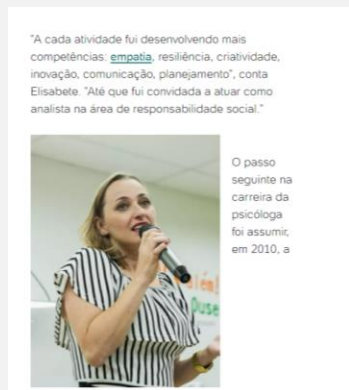 "A cada atividade fui desenvolvendo mais
competências: empatia, resiliência, criatividade,
inovação, comunicação, planejamento", conta
Elisabete. "Até que fui convidada a atuar como
analista na área de responsabilidade social."
O passo
seguinte na
carreira da
psicóloga
foi assumir,
em 2010, a